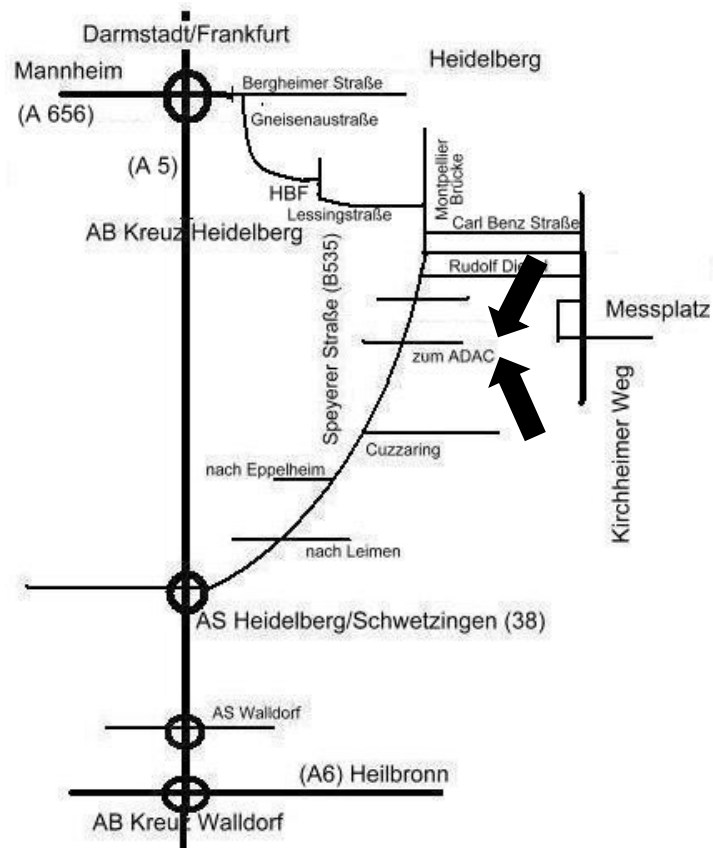 Darmstadt/Frankfurt
Heidelberg
Mannheim
Bergheimer Straße
(A 656)
Gneisenaustraße
(A 5)
Montpellier
Brücke
HBF
Lessingstraße
Carl Benz Straße
AB Kreuz Heidelberg
Rudolf
Speyerer Straße (B535)
Messplatz
zum ADAC
Kirchheimer Weg
Cuzzaring
nach Eppelheim
nach Leimen
AS Heidelberg/Schwetzingen (38)
AS Walldorf
(A6) Heilbronn
AB Kreuz Walldorf